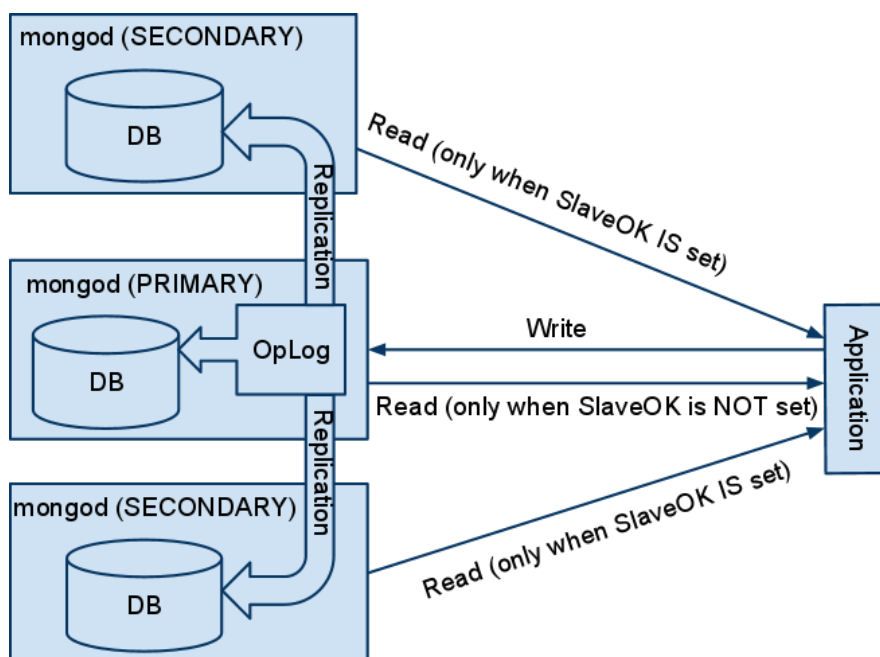 mongod (SECONDARY)
DB
Replication
Read (only when SlaveOK IS set)
mongod (PRIMARY)
OpLog
DB
Write
Read (only when SlaveOK is NOT set)
Application
Replication
mongod (SECONDARY)
DB
Read (only when SlaveOK IS set)